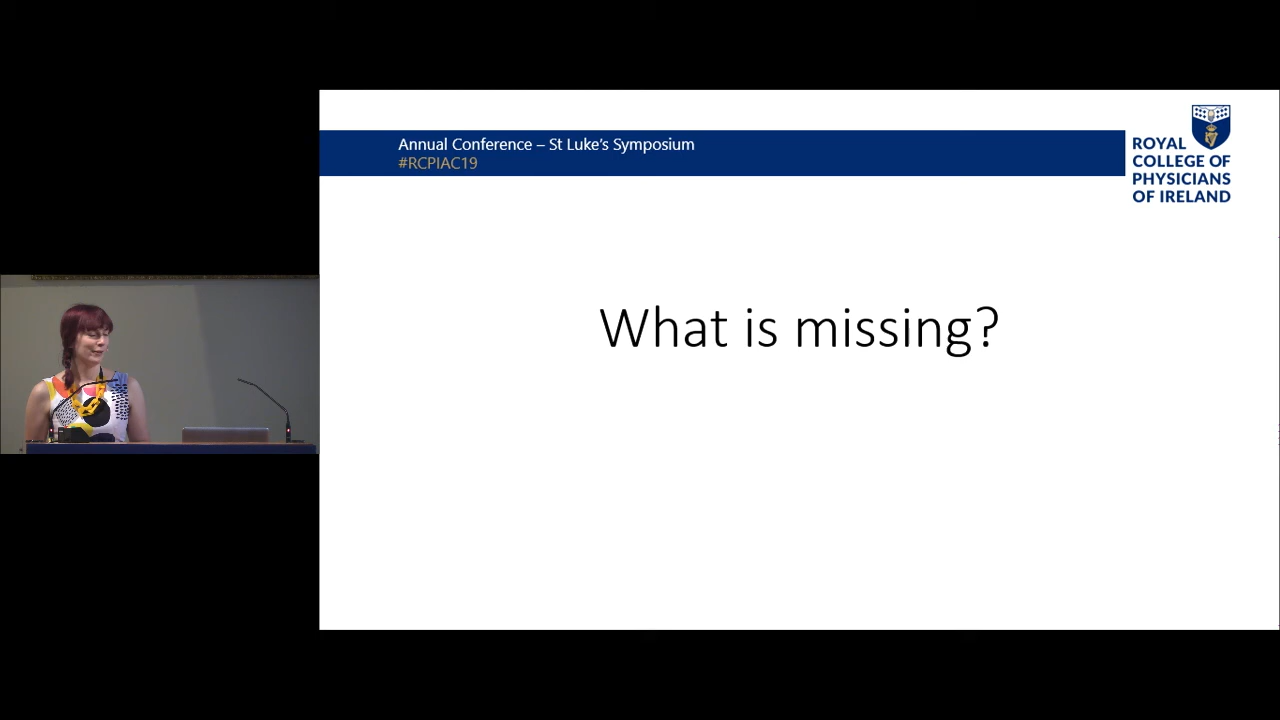 Annual Conference – St Luke's Symposium
#RCPIAC19
ROYAL
COLLEGE OF
PHYSICIANS
OF IRELAND
What is missing?